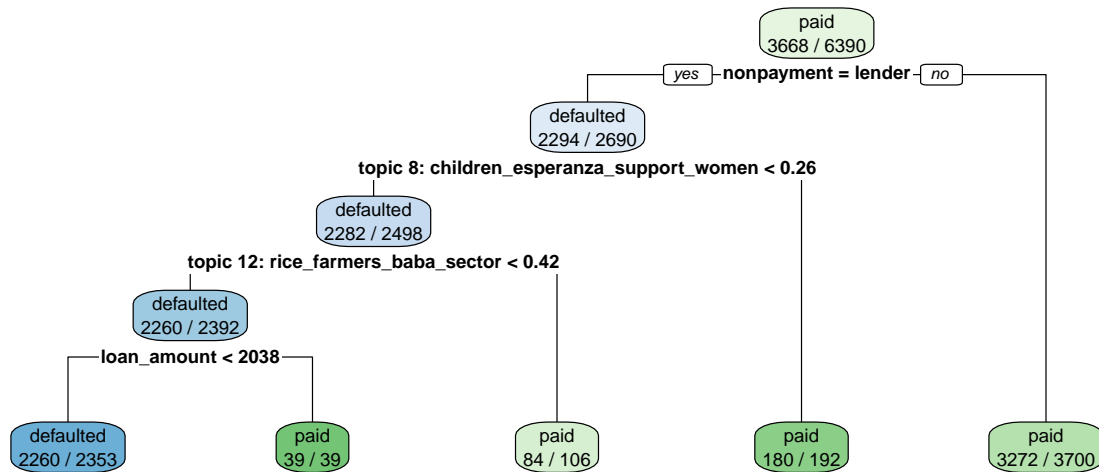 paid
3668 / 6390
yes nonpayment = lender no
defaulted
2294 / 2690
topic 8: children_esperanza_support_women < 0.26
defaulted
2282 / 2498
topic 12: rice_farmers_baba_sector < 0.42
defaulted
2260 / 2392
loan_amount < 2038
defaulted paid paid paid paid
2260 / 2353 39 / 39 84 / 106 180 / 192 3272 / 3700